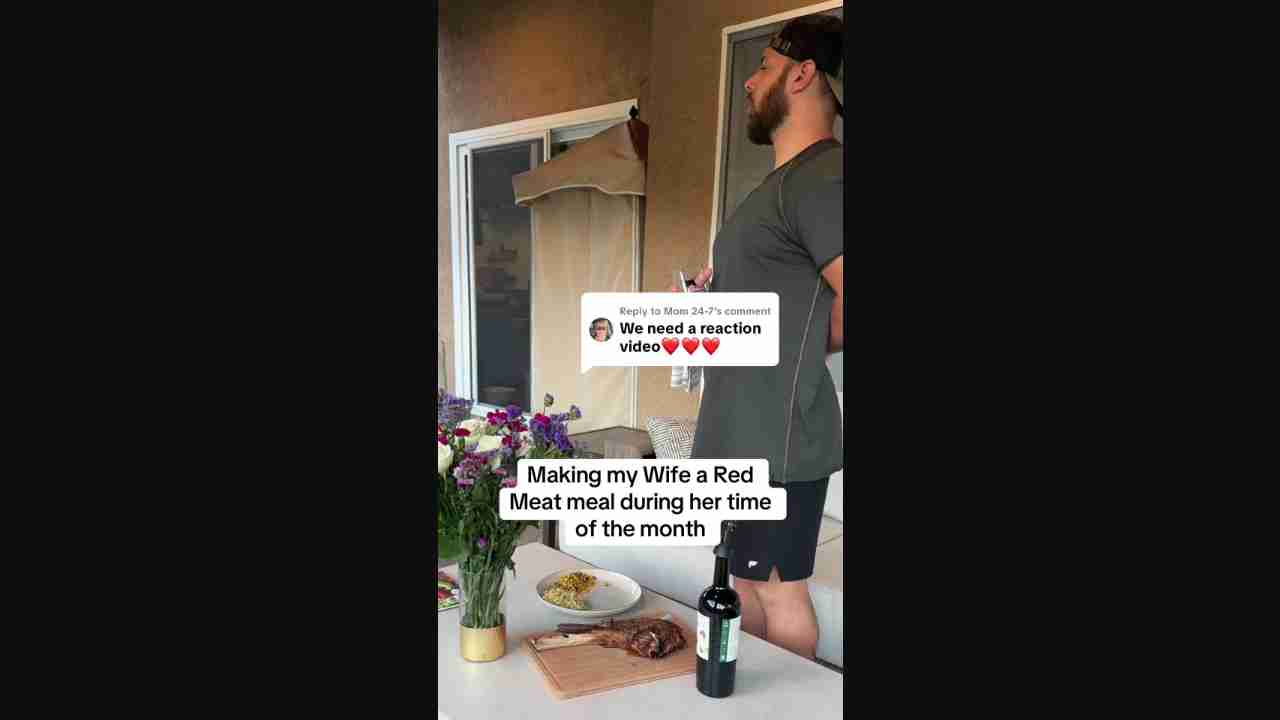 Reply to Mom 24-7's comment
We need a reaction
video❤️❤️❤️
Making my Wife a Red
Meat meal during her time
of the month